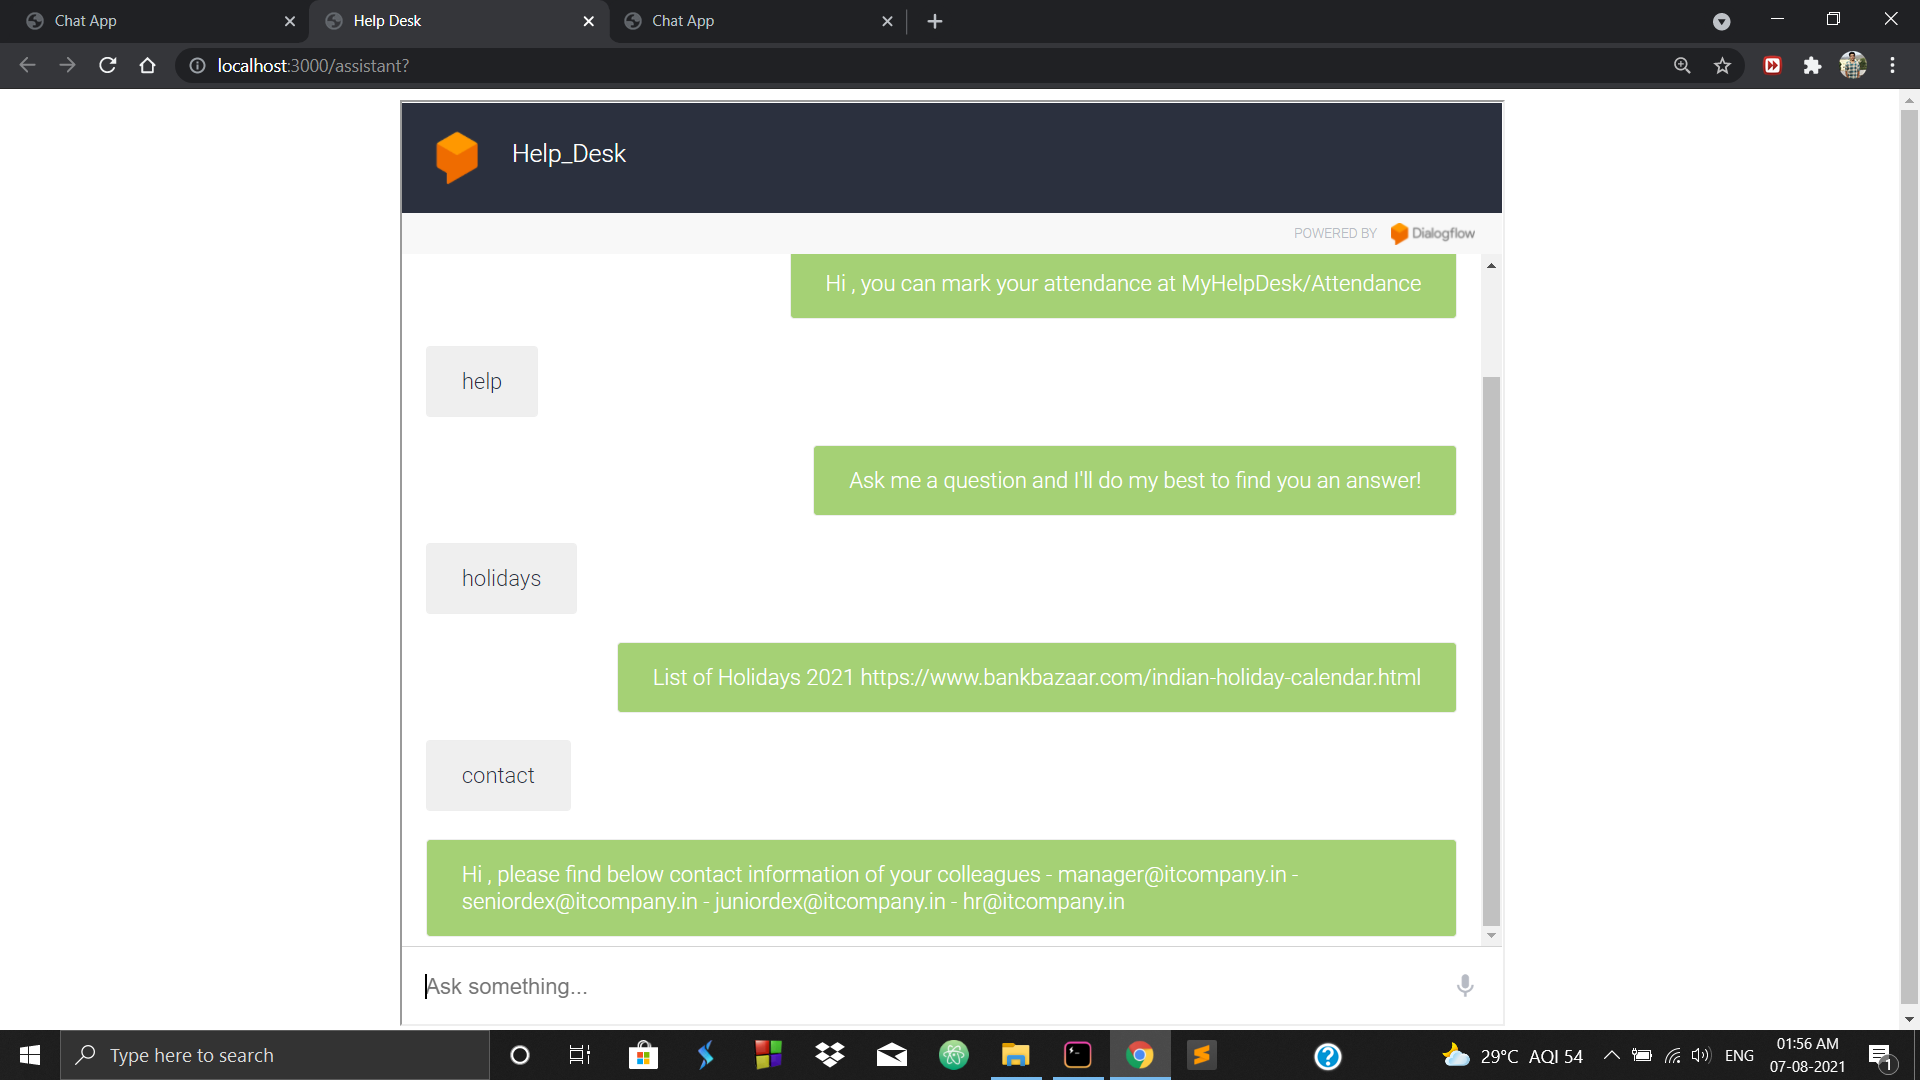 Chat App
Help Desk
Chat App
localhost:3000/assistant?
Help_Desk
POWERED BY Dialogflow
Hi , you can mark your attendance at MyHelpDesk/Attendance
help
Ask me a question and I'll do my best to find you an answer!
holidays
List of Holidays 2021 https://www.bankbazaar.com/indian-holiday-calendar.html
contact
Hi , please find below contact information of your colleagues - manager@itcompany.in -
seniordex@itcompany.in - juniordex@itcompany.in - hr@itcompany.in
Ask something...
Type here to search
29°C AQI 54
ENG
01:56 AM
07-08-2021
1